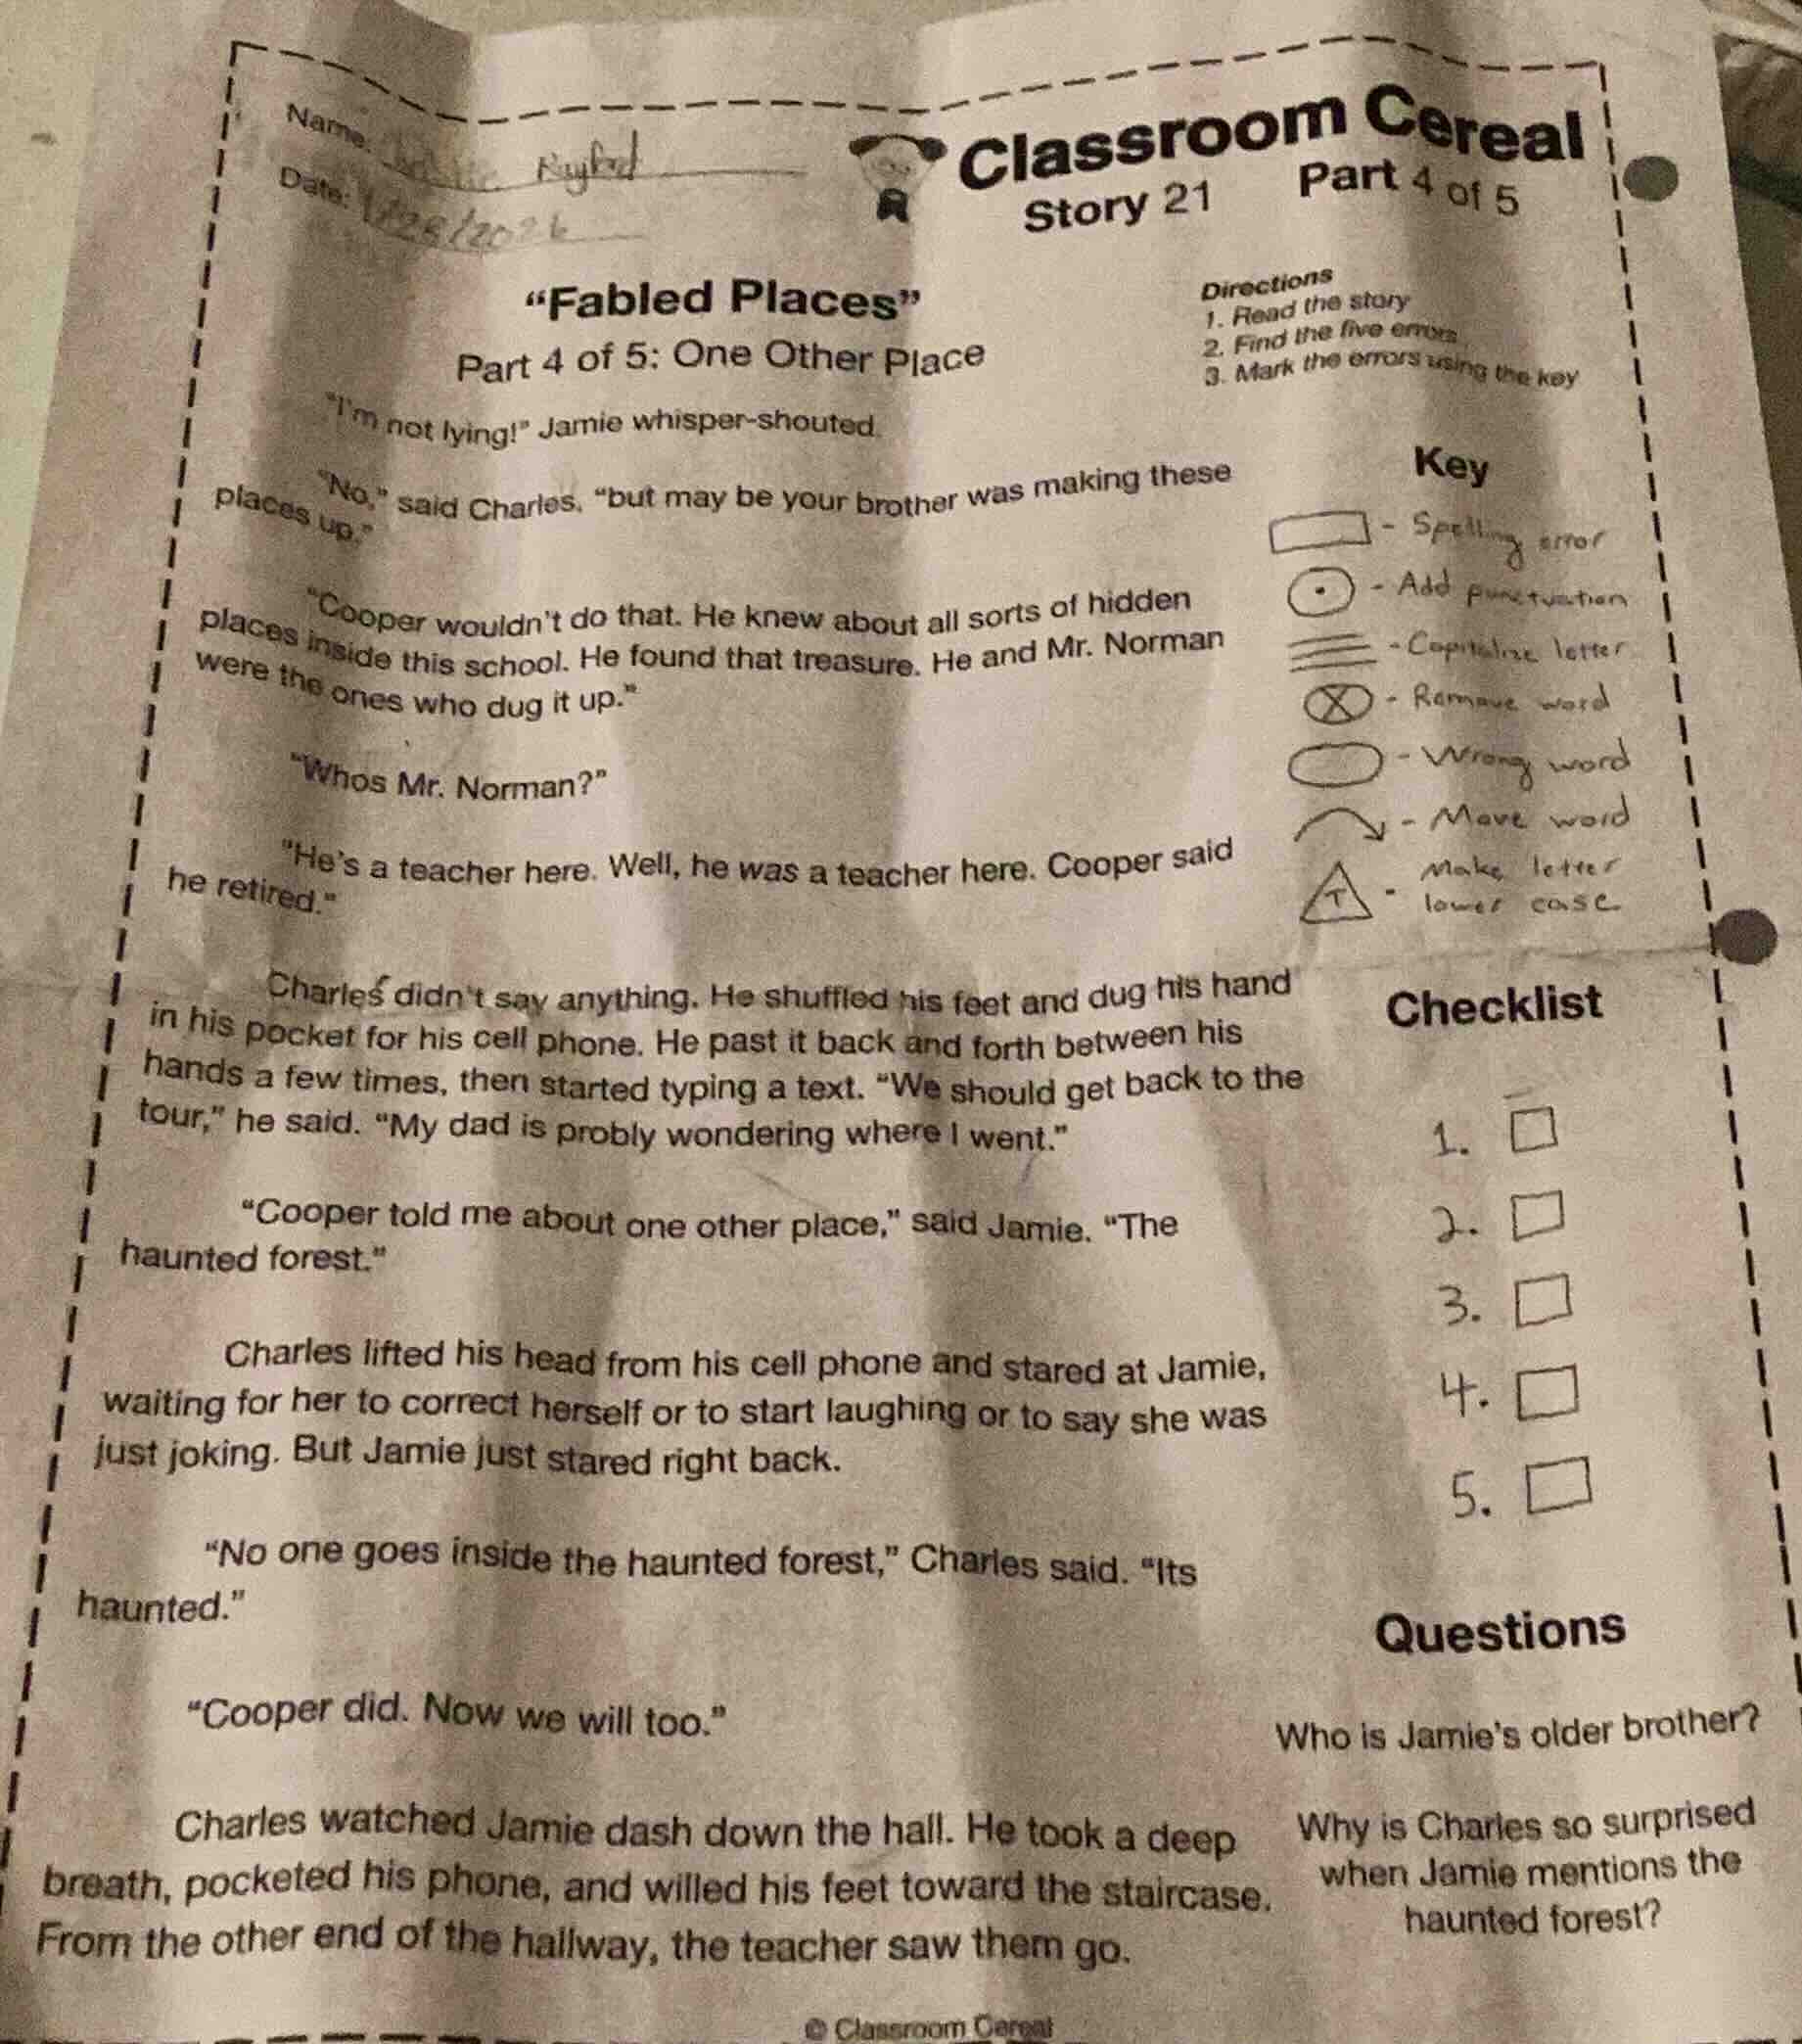 Name: Rayford
Date: 1/28/2026
Classroom Cereal
Story 21 Part 4 of 5
"Fabled Places"
Part 4 of 5: One Other Place
Directions
1. Read the story
2. Find the five errors
3. Mark the errors using the key
"I'm not lying!" Jamie whisper-shouted.
"No," said Charles, "but may be your brother was making these
places up."
"Cooper wouldn't do that. He knew about all sorts of hidden
places inside this school. He found that treasure. He and Mr. Norman
were the ones who dug it up."
"Whos Mr. Norman?"
"He's a teacher here. Well, he was a teacher here. Cooper said
he retired."
Charles didn't say anything. He shuffled his feet and dug his hand
in his pocket for his cell phone. He past it back and forth between his
hands a few times, then started typing a text. "We should get back to the
tour," he said. "My dad is probly wondering where I went."
"Cooper told me about one other place," said Jamie. "The
haunted forest."
Charles lifted his head from his cell phone and stared at Jamie,
waiting for her to correct herself or to start laughing or to say she was
just joking. But Jamie just stared right back.
"No one goes inside the haunted forest," Charles said. "Its
haunted."
"Cooper did. Now we will too."
Charles watched Jamie dash down the hall. He took a deep
breath, pocketed his phone, and willed his feet toward the staircase.
From the other end of the hallway, the teacher saw them go.
Key
- Spelling error
- Add punctuation
- Capitalize letter
- Remove word
- Wrong word
- Move word
T - Make letter
lower case
Checklist
1.
2.
3.
4.
5.
Questions
Who is Jamie's older brother?
Why is Charles so surprised
when Jamie mentions the
haunted forest?
© Classroom Cereal